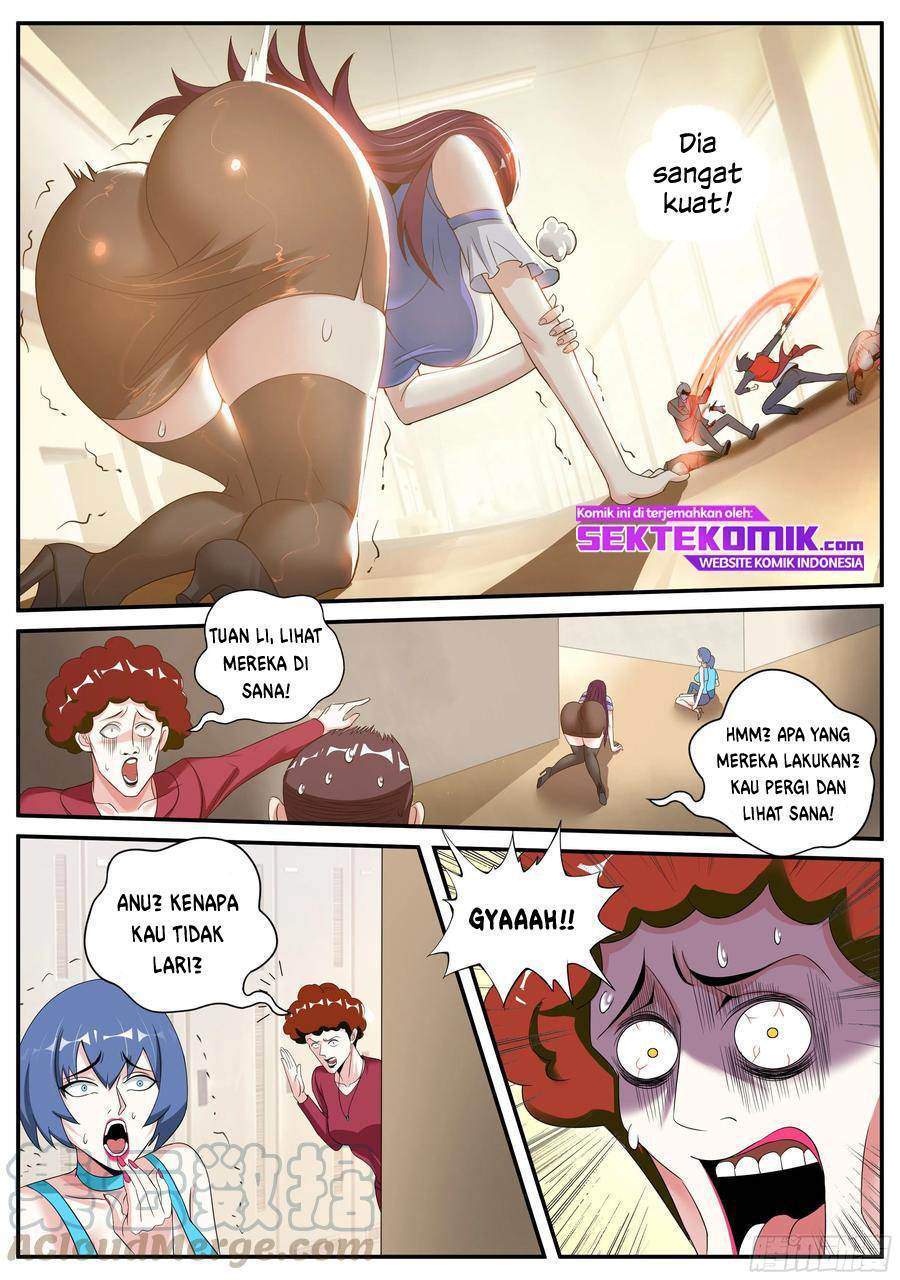 Dia
sangat
kuat!
Komik ini di terjemahkan oleh:
SEKTEKOMIK.com
WEBSITE KOMIK INDONESIA
TUAN LI, LIHAT
MEREKA DI
SANA!
HMM? APA YANG
MEREKA LAKUKAN?
KAU PERGI DAN
LIHAT SANA!
ANU? KENAPA
KAU TIDAK
LARI?
GYAAAH!!
ACloudMerge.com